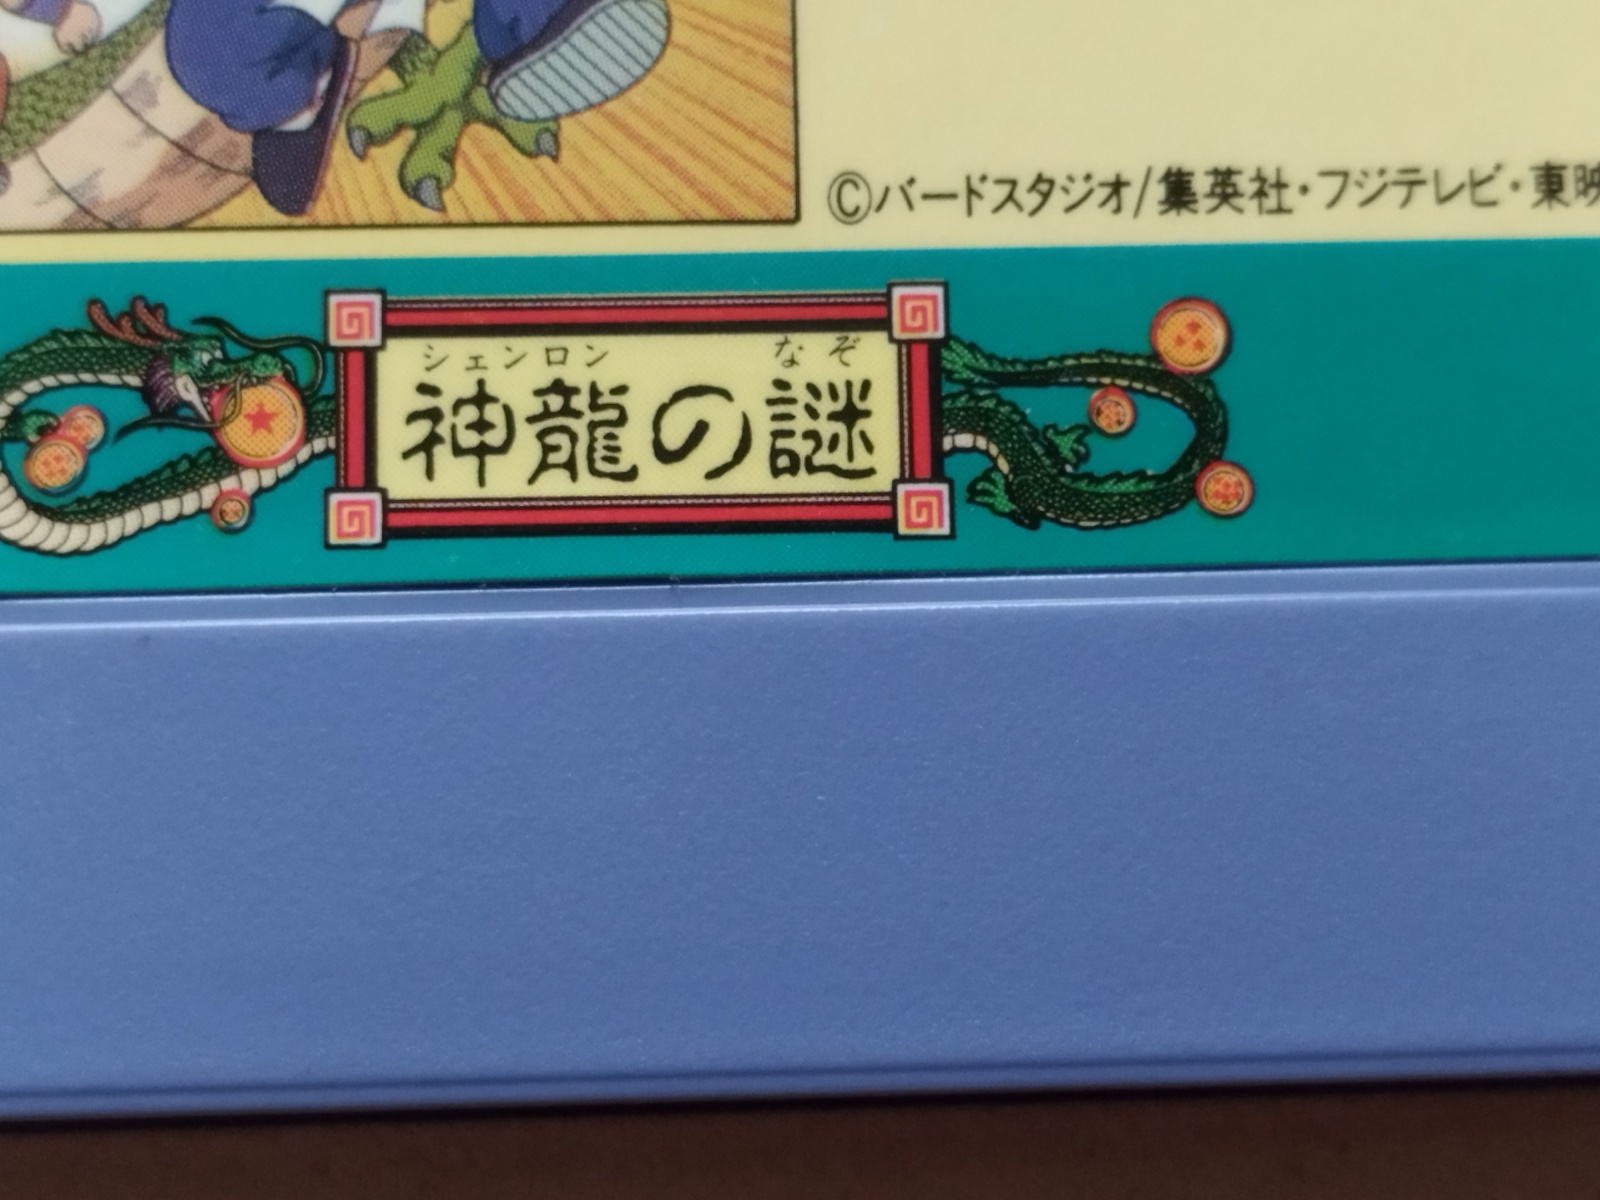 ©バードスタジオ/集英社・フジテレビ・東映
シェンロン なぞ
神龍の謎